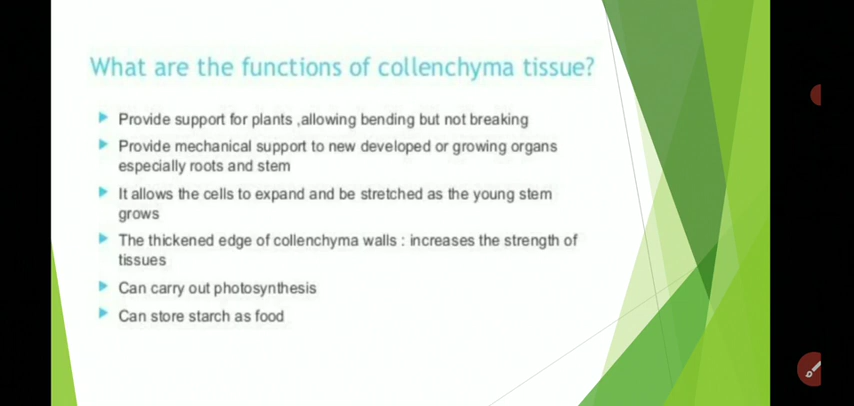 What are the functions of collenchyma tissue?
Provide support for plants ,allowing bending but not breaking
Provide mechanical support to new developed or growing organs
especially roots and stem
It allows the cells to expand and be stretched as the young stem
grows
The thickened edge of collenchyma walls : increases the strength of
tissues
Can carry out photosynthesis
Can store starch as food